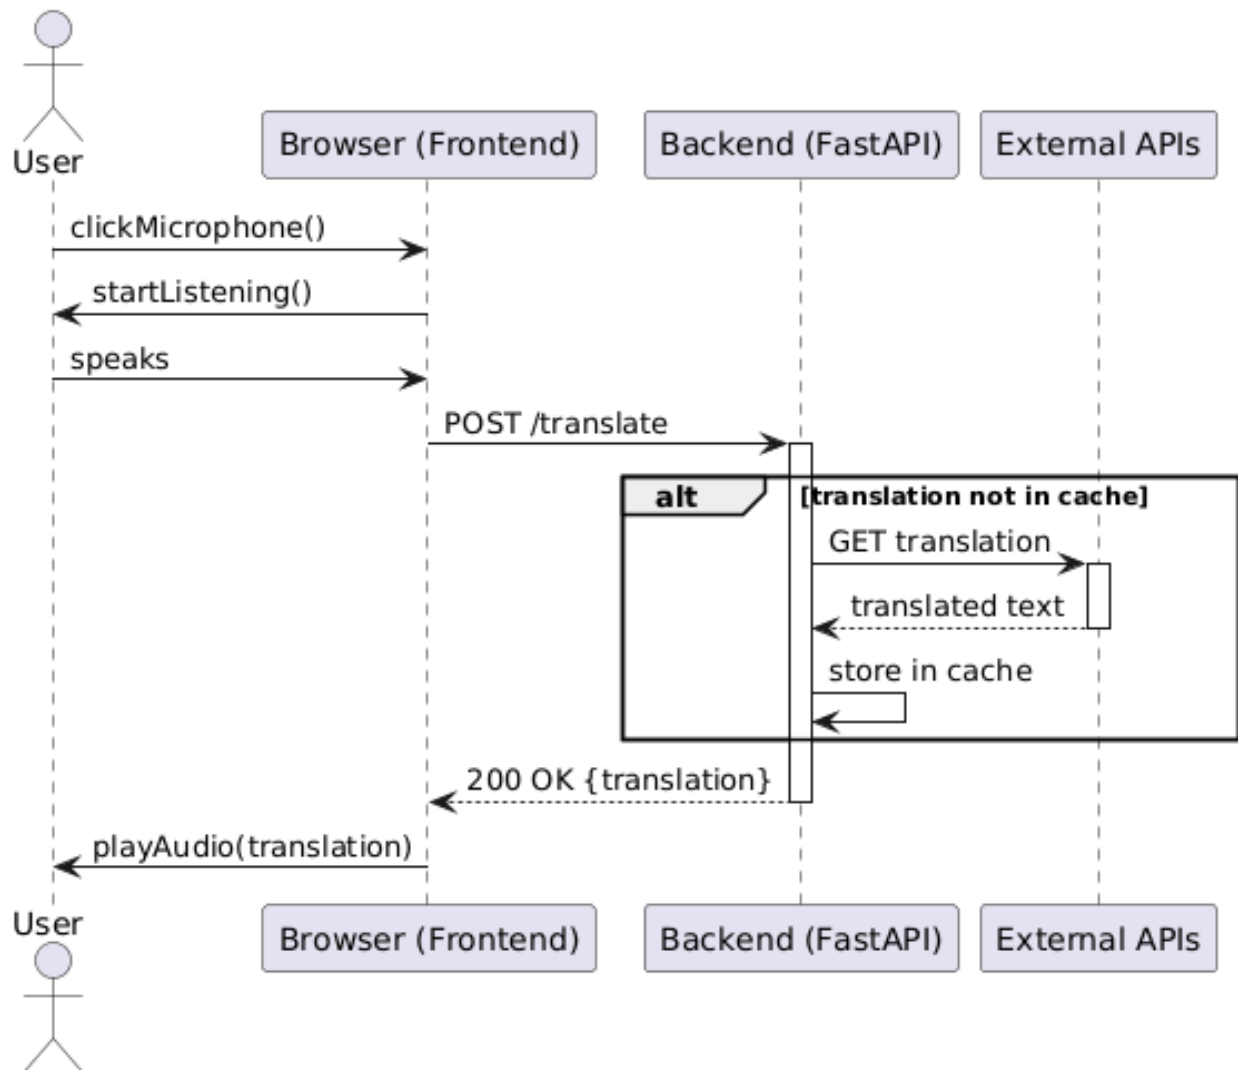 User
Browser (Frontend)
Backend (FastAPI)
External APIs
clickMicrophone()
startListening()
speaks
POST /translate
alt
[translation not in cache]
GET translation
translated text
store in cache
200 OK {translation}
playAudio(translation)
User
Browser (Frontend)
Backend (FastAPI)
External APIs